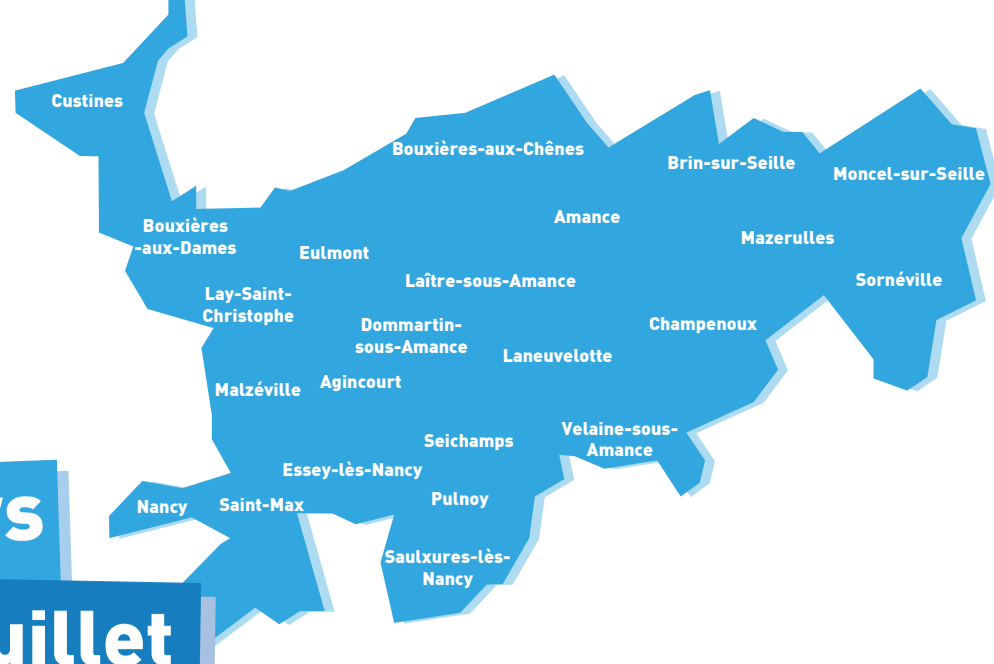 Custines
Bouxières-aux-Chênes
Brin-sur-Seille
Moncel-sur-Seille
Amance
Bouxières
-aux-Dames
Mazerulles
Eulmont
Laître-sous-Amance
Sornéville
Lay-Saint-
Christophe
Dommartin-
sous-Amance
Champenoux
Laneuvelotte
Malzéville
Agincourt
Velaine-sous-
Amance
Seichamps
Essey-lès-Nancy
Pulnoy
Nancy
Saint-Max
Saulxures-lès-
Nancy
s
uillet